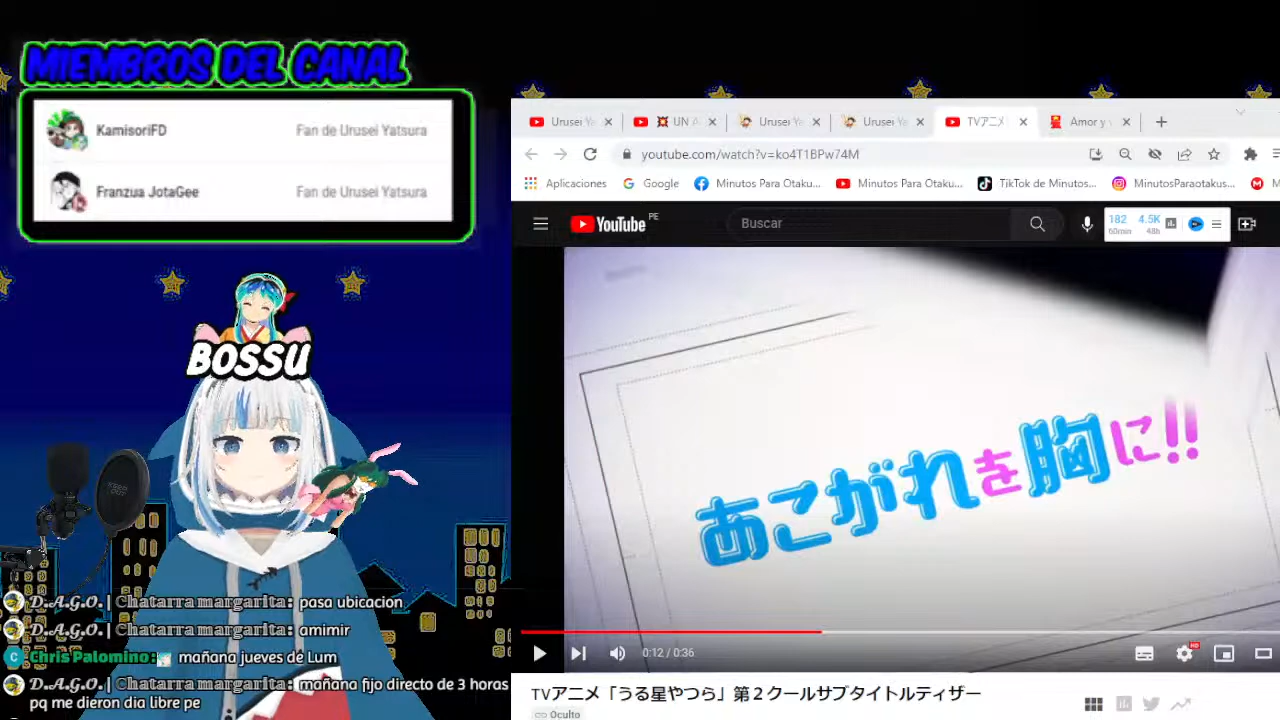 MIEMBROS DEL CANAL
KamisoriFD Fan de Urusei Yatsura
Franzua JotaGee Fan de Urusei Yatsura
BOSSU
D.A.G.O. | Chatarra margarita: pasa ubicacion
D.A.G.O. | Chatarra margarita: amimir
Chris Palomino: mañana jueves de Lum
D.A.G.O. | Chatarra margarita: mañana fijo directo de 3 horas
pq me dieron dia libre pe
Urusei Ya UN A Urusei Ya Urusei Ya TVアニメ Amor y v
youtube.com/watch?v=ko4T1BPw74M
Aplicaciones Google Minutos Para Otaku... Minutos Para Otaku... TikTok de Minutos... MinutosParaotakus... M
YouTube PE Buscar 182 60min 4.5K 48h
あこがれを胸に!!
0:12 / 0:36 HD
TVアニメ「うる星やつら」第２クールサブタイトルティザー
Oculto